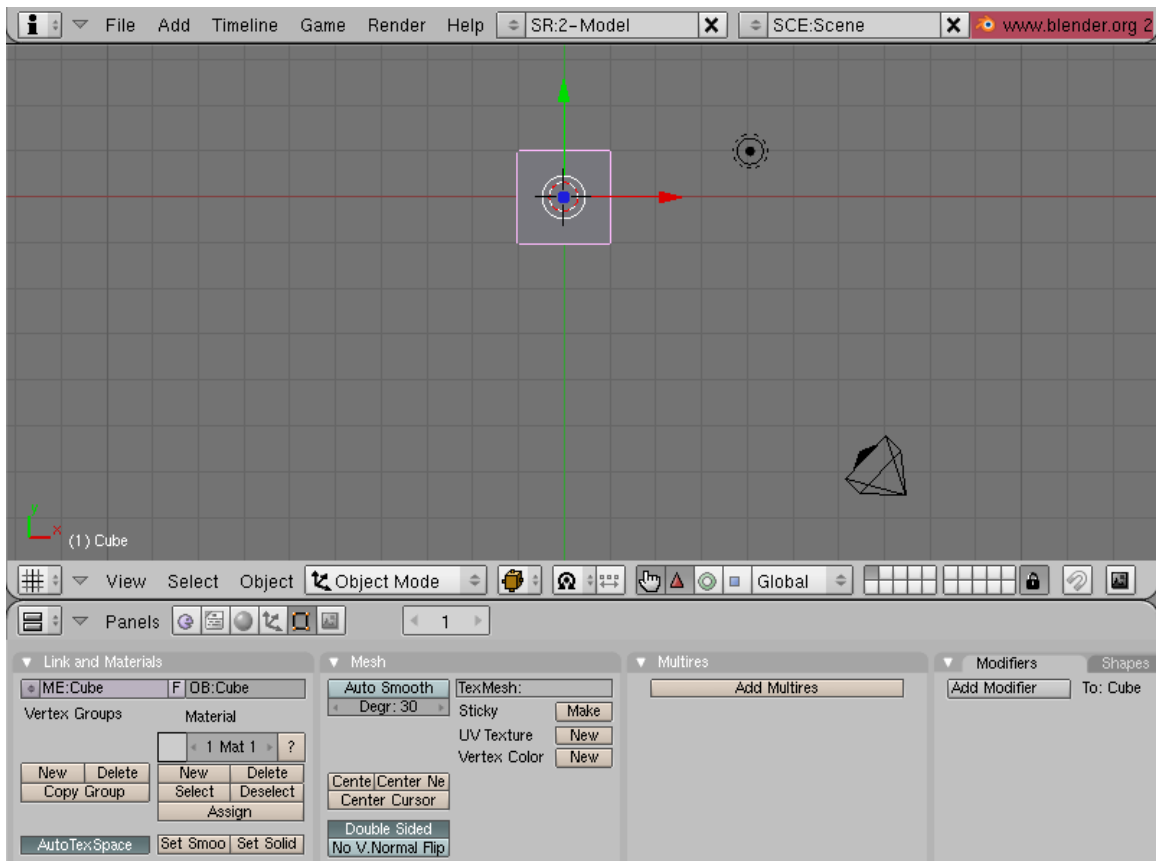 File Add Timeline Game Render Help SR:2-Model SCE:Scene www.blender.org 2
y
x
(1) Cube
View Select Object Object Mode Global
Panels 1
Link and Materials Mesh Multires Modifiers Shapes
ME:Cube F OB:Cube Auto Smooth TexMesh: Add Multires Add Modifier To: Cube
Vertex Groups Material Degr: 30 Sticky Make
1 Mat 1 ? UV Texture New
Vertex Color New
New Delete New Delete Cente Center Ne
Copy Group Select Deselect Center Cursor
Assign
Double Sided
AutoTexSpace Set Smoo Set Solid No V.Normal Flip